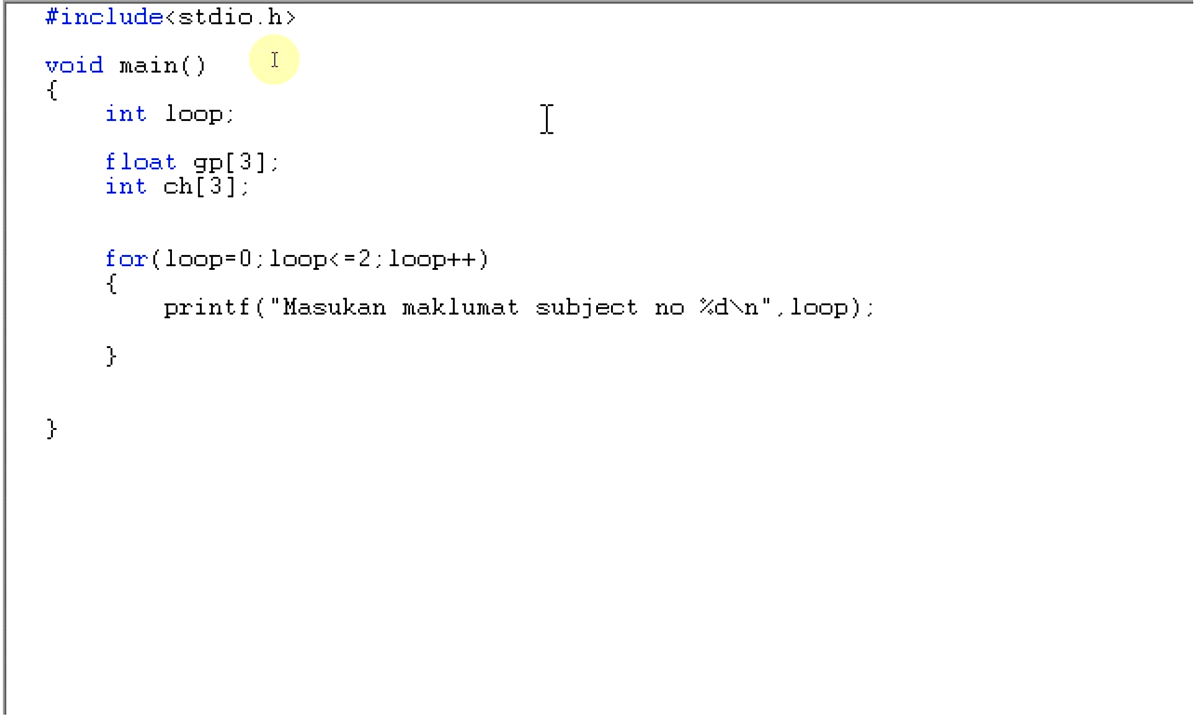 #include<stdio.h>
void main()
{
int loop;
float gp[3];
int ch[3];
for(loop=0;loop<=2;loop++)
{
printf("Masukan maklumat subject no %d\n",loop);
}
}